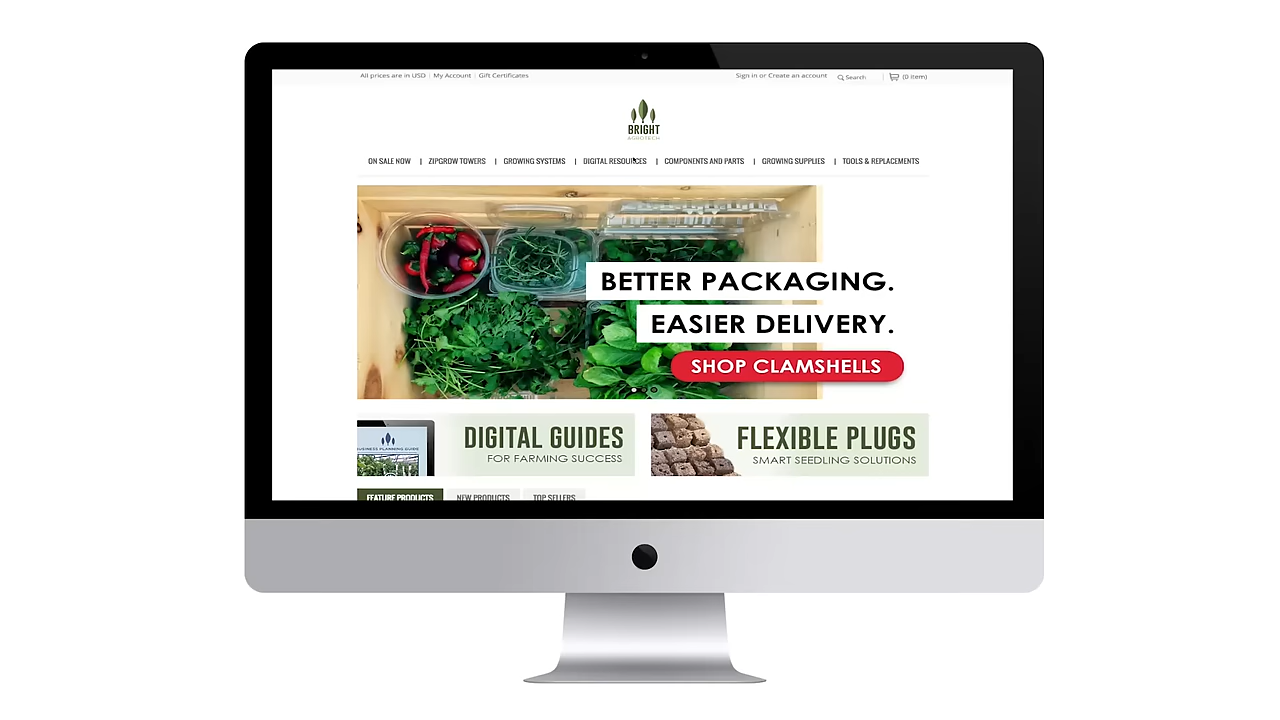 All prices are in USD | My Account | Gift Certificates
Sign in or Create an account
Search
(0 item)
BRIGHT
AGROTECH
ON SALE NOW | ZIPGROW TOWERS | GROWING SYSTEMS | DIGITAL RESOURCES | COMPONENTS AND PARTS | GROWING SUPPLIES | TOOLS & REPLACEMENTS
BETTER PACKAGING.
EASIER DELIVERY.
SHOP CLAMSHELLS
BUSINESS PLANNING GUIDE
DIGITAL GUIDES
FOR FARMING SUCCESS
FLEXIBLE PLUGS
SMART SEEDLING SOLUTIONS
FEATURE PRODUCTS
NEW PRODUCTS
TOP SELLERS